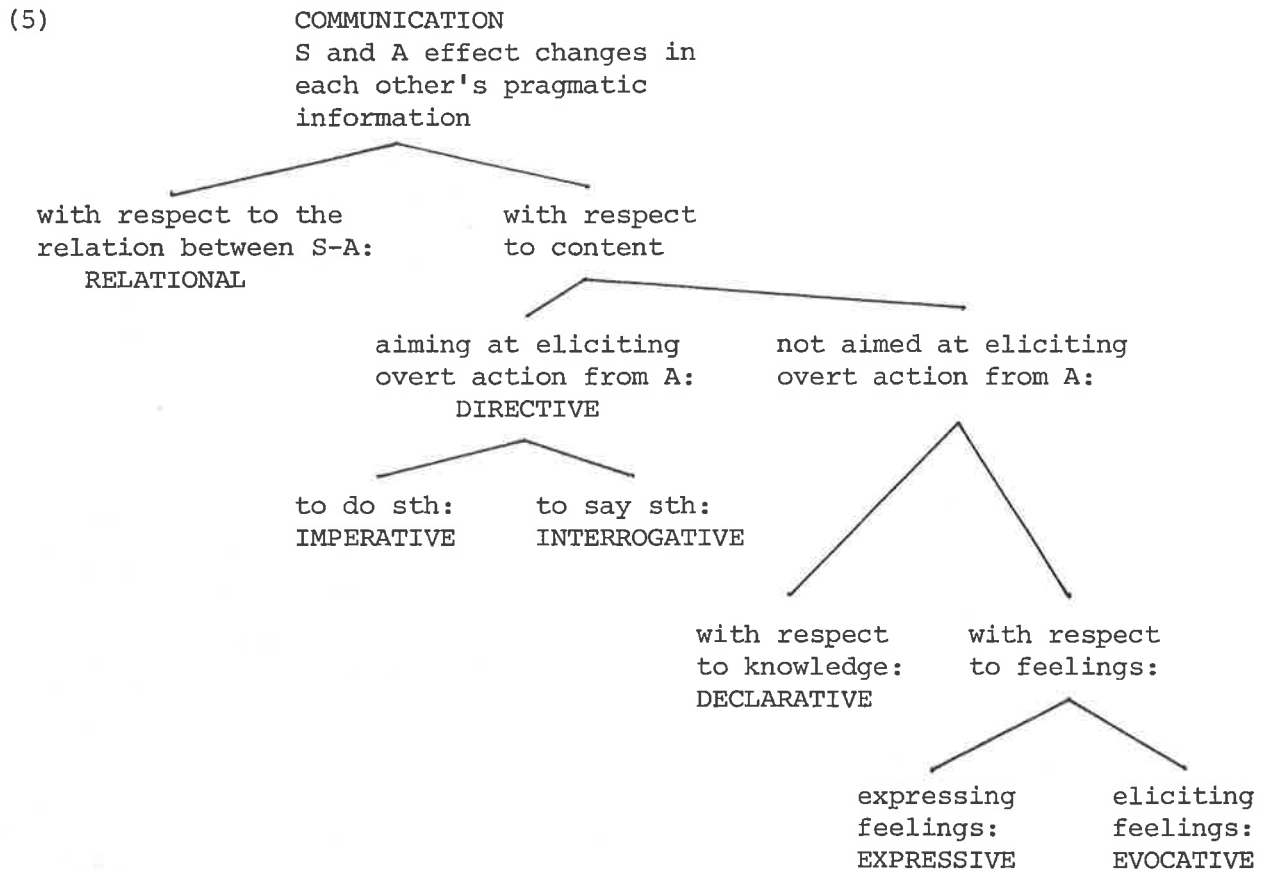 (5)
COMMUNICATION
S and A effect changes in
each other's pragmatic
information
with respect to the
relation between S-A:
RELATIONAL
with respect
to content
aiming at eliciting
overt action from A:
DIRECTIVE
not aimed at eliciting
overt action from A:
to do sth:
IMPERATIVE
to say sth:
INTERROGATIVE
with respect
to knowledge:
DECLARATIVE
with respect
to feelings:
expressing
feelings:
EXPRESSIVE
eliciting
feelings:
EVOCATIVE